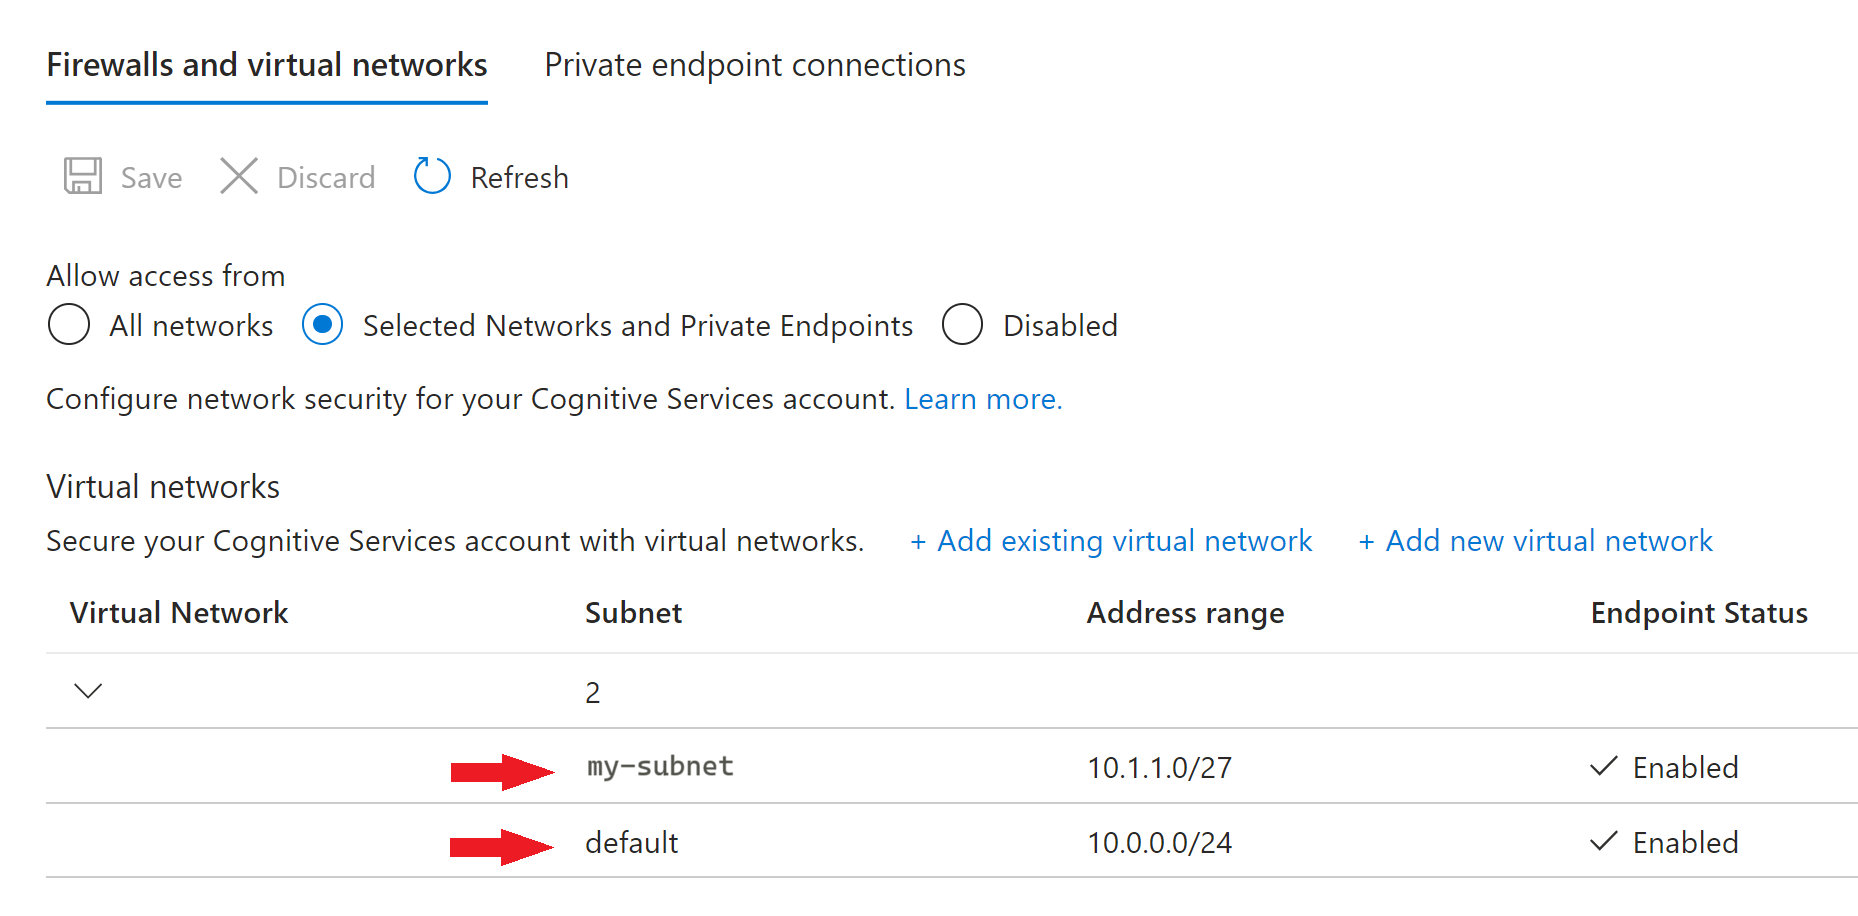 Firewalls and virtual networks Private endpoint connections
Save Discard Refresh
Allow access from
All networks Selected Networks and Private Endpoints Disabled
Configure network security for your Cognitive Services account. Learn more.
Virtual networks
Secure your Cognitive Services account with virtual networks. + Add existing virtual network + Add new virtual network
Virtual Network Subnet Address range Endpoint Status
2
my-subnet 10.1.1.0/27 Enabled
default 10.0.0.0/24 Enabled